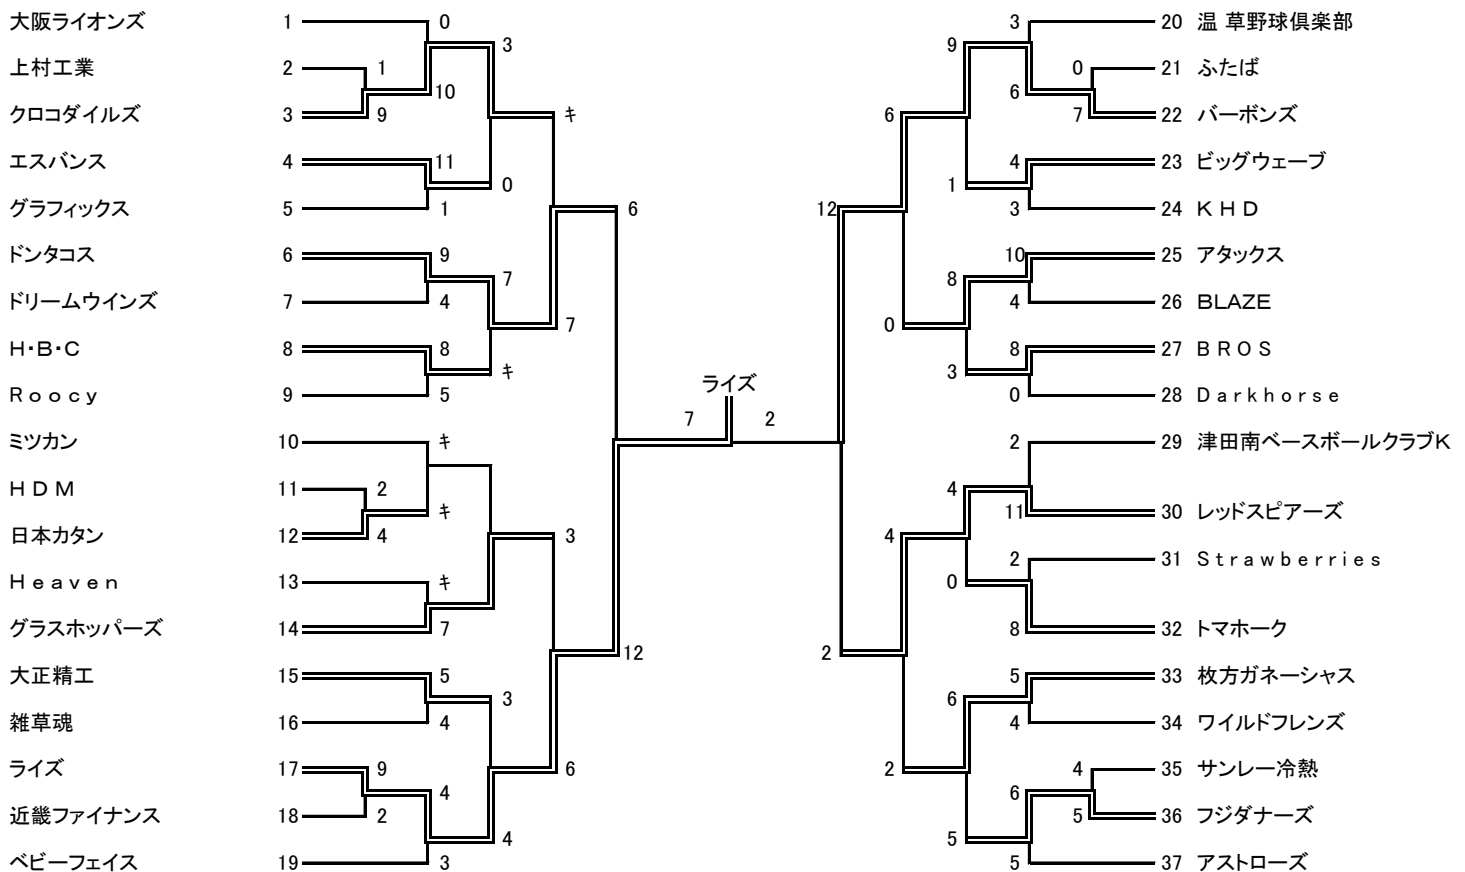 大阪ライオンズ 1 0 3 20 温 草野球倶楽部
9
3
上村工業 2 1 0 21 ふたば
10 6
クロコダイルズ 3 9 キ 6 7 22 バーボンズ
エスバンス 4 11 4 23 ビッグウェーブ
0 1
グラフィックス 5 1 6 12 3 24 ＫＨＤ
ドンタコス 6 9 10 25 アタックス
7 8
ドリームウインズ 7 4 4 26 BLAZE
7 0
H・B・C 8 8 8 27 ＢＲＯＳ
キ 3
Ｒｏｏｃｙ 9 5 ライズ 0 28 Ｄａｒｋｈｏｒｓｅ
7 2
ミツカン 10 キ 2 29 津田南ベースボールクラブK
ＨＤＭ 11 2 4
キ 11 30 レッドスピアーズ
日本カタン 12 4 3 4
2 31 Ｓｔｒａｗｂｅｒｒｉｅｓ
Ｈｅａｖｅｎ 13 キ 0
グラスホッパーズ 14 7 8 32 トマホーク
12 2
大正精工 15 5 5 33 枚方ガネーシャス
3 6
雑草魂 16 4 4 34 ワイルドフレンズ
ライズ 17 9 6 2 4 35 サンレー冷熱
4 6
近畿ファイナンス 18 2 5 36 フジダナーズ
4 5
ベビーフェイス 19 3 5 37 アストローズ